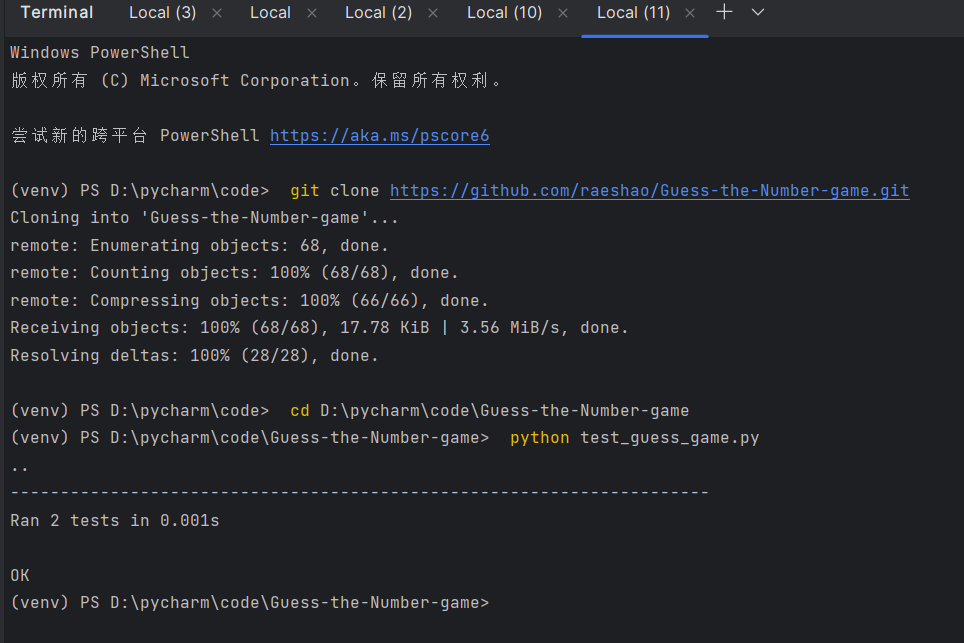 Terminal Local (3) × Local × Local (2) × Local (10) × Local (11) ×
Windows PowerShell
版权所有 (C) Microsoft Corporation。保留所有权利。
尝试新的跨平台 PowerShell https://aka.ms/pscore6
(venv) PS D:\pycharm\code> git clone https://github.com/raeshao/Guess-the-Number-game.git
Cloning into 'Guess-the-Number-game'...
remote: Enumerating objects: 68, done.
remote: Counting objects: 100% (68/68), done.
remote: Compressing objects: 100% (66/66), done.
Receiving objects: 100% (68/68), 17.78 KiB | 3.56 MiB/s, done.
Resolving deltas: 100% (28/28), done.
(venv) PS D:\pycharm\code> cd D:\pycharm\code\Guess-the-Number-game
(venv) PS D:\pycharm\code\Guess-the-Number-game> python test_guess_game.py
..
----------------------------------------------------------------------
Ran 2 tests in 0.001s
OK
(venv) PS D:\pycharm\code\Guess-the-Number-game>